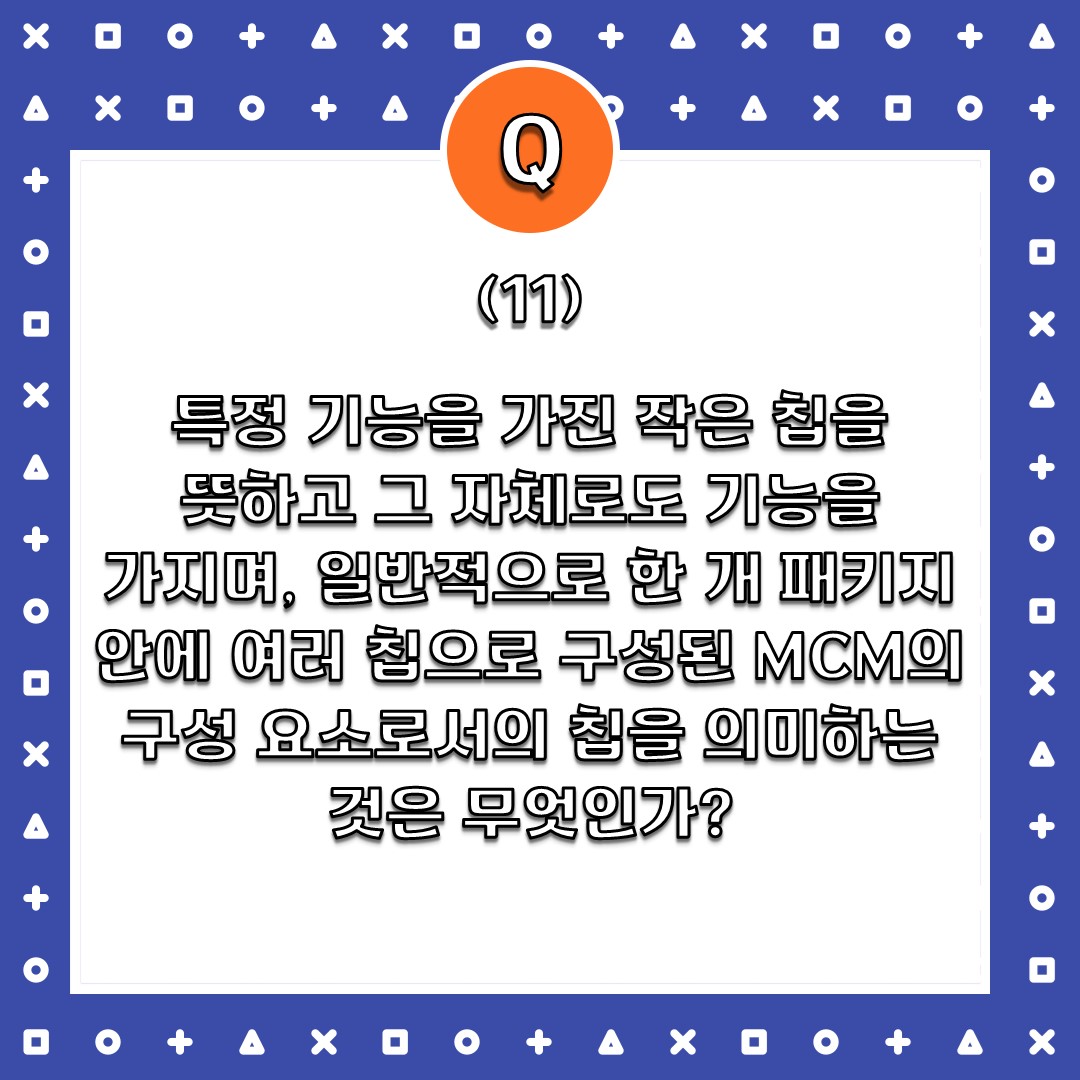 Q
(11)
특정 기능을 가진 작은 칩을
뜻하고 그 자체로도 기능을
가지며, 일반적으로 한 개 패키지
안에 여러 칩으로 구성된 MCM의
구성 요소로서의 칩을 의미하는
것은 무엇인가?